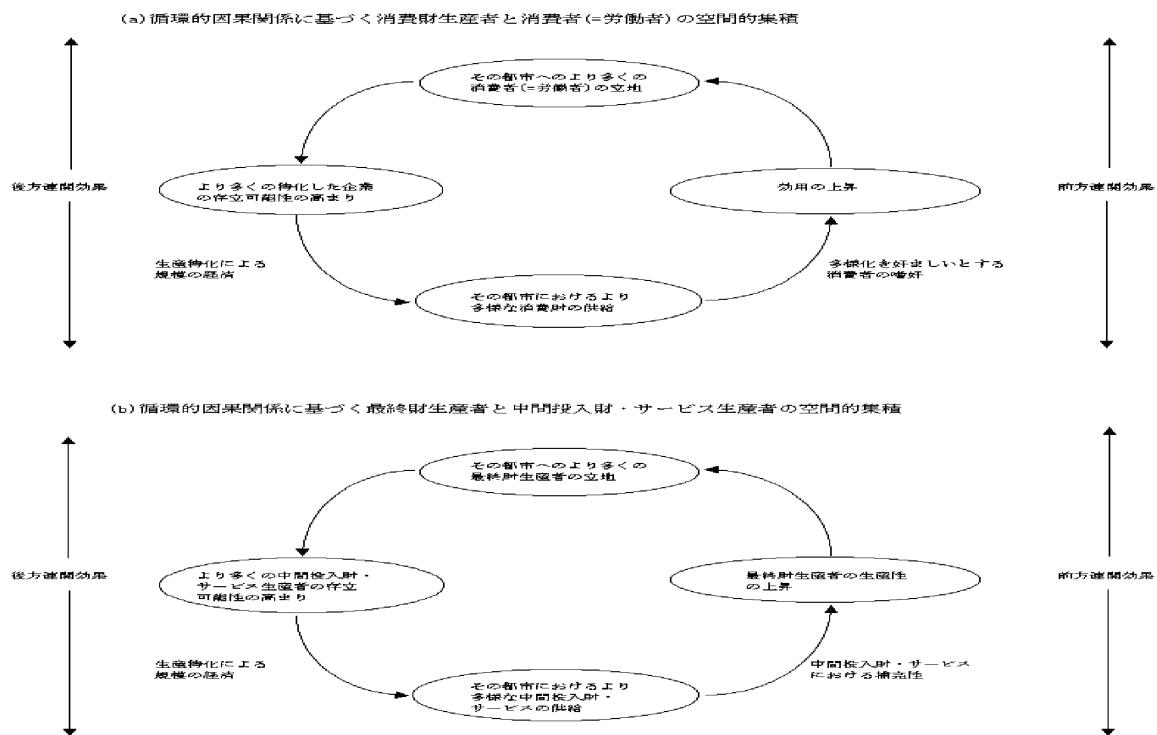 (a)循環的因果関係に基づく消費財生産者と消費者(=労働者)の空間的集積
その都市へのより多くの
消費者(=労働者)の立地
後方連関効果
より多くの特化した企業
の存立可能性の高まり
効用の上昇
前方連関効果
生産特化による
規模の経済
多様化を好ましいとする
消費者の嗜好
その都市におけるより
多様な消費財の供給
(b)循環的因果関係に基づく最終財生産者と中間投入財・サービス生産者の空間的集積
その都市へのより多くの
最終財生産者の立地
後方連関効果
より多くの中間投入財・
サービス生産者の存立
可能性の高まり
最終財生産者の生産性
の上昇
前方連関効果
生産特化による
規模の経済
中間投入財・サービス
における補完性
その都市におけるより
多様な中間投入財・
サービスの供給